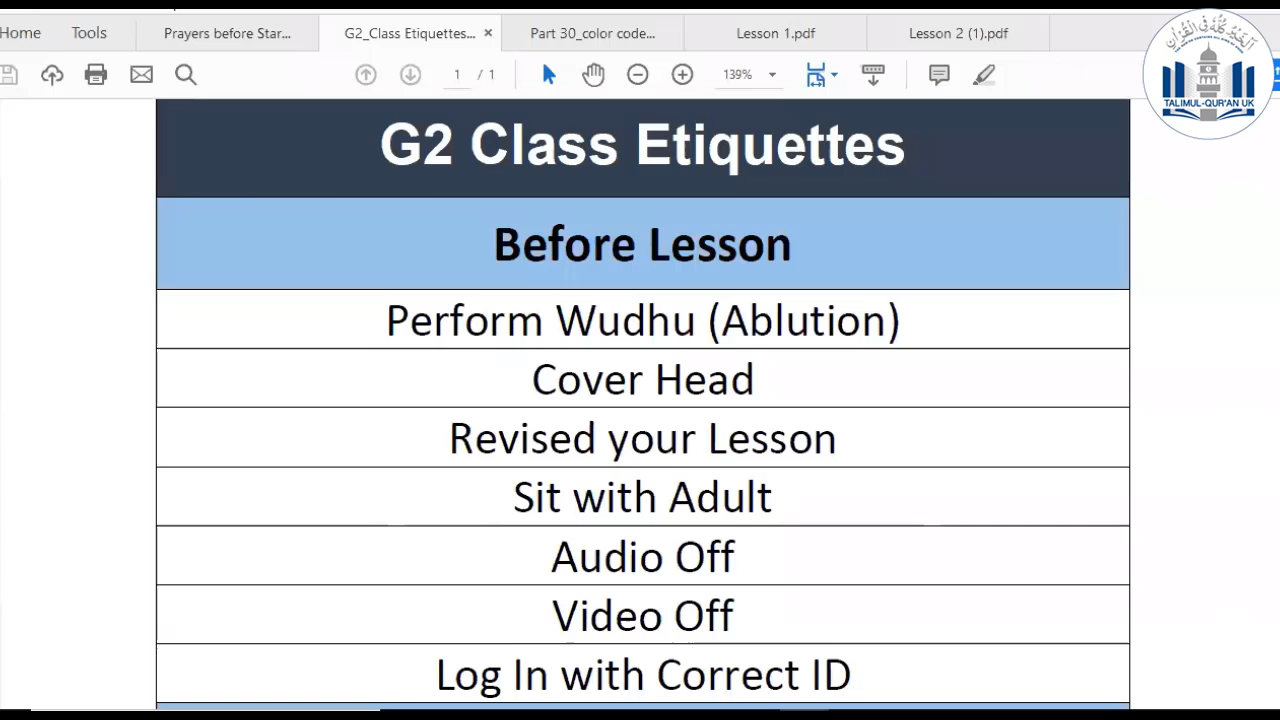 Home
Tools
Prayers before Star...
G2_Class Etiquettes...
Part 30_color code...
Lesson 1.pdf
Lesson 2 (1).pdf
1 / 1
139%
TALIMUL-QUR'AN UK
G2 Class Etiquettes
Before Lesson
Perform Wudhu (Ablution)
Cover Head
Revised your Lesson
Sit with Adult
Audio Off
Video Off
Log In with Correct ID